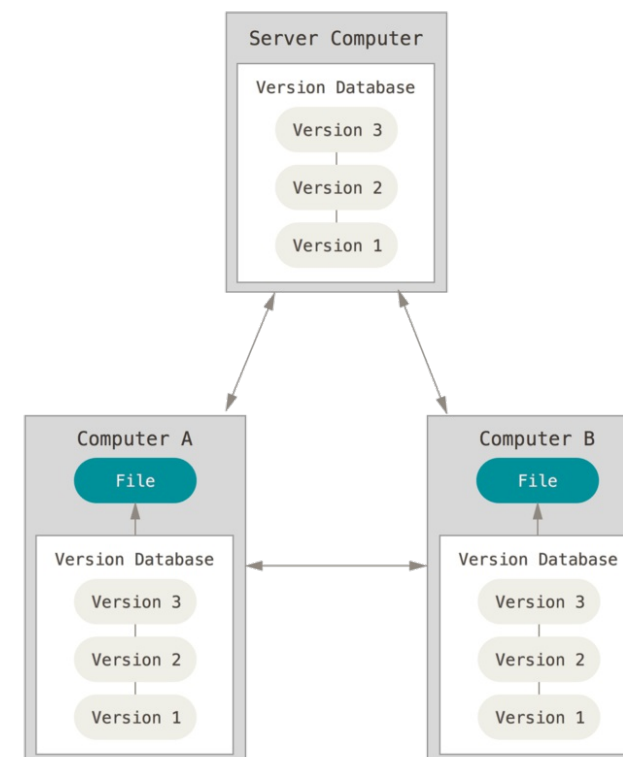 Server Computer
Version Database
Version 3
Version 2
Version 1
Computer A
File
Version Database
Version 3
Version 2
Version 1
Computer B
File
Version Database
Version 3
Version 2
Version 1